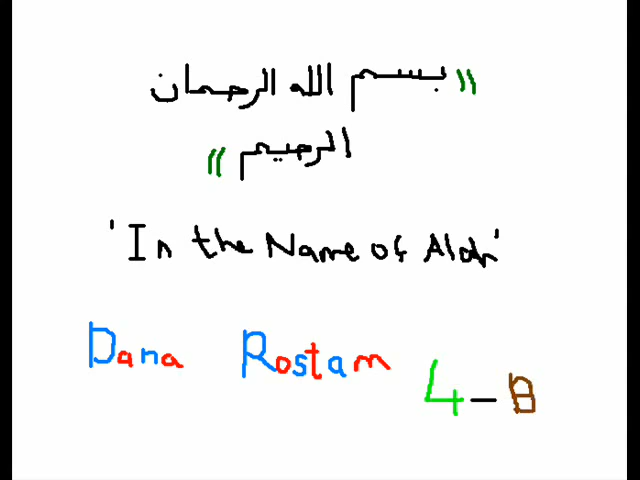 " بسم الله الرحمان
الرحيم "
'In the Name of Alah'
Dana Rostam 4-B